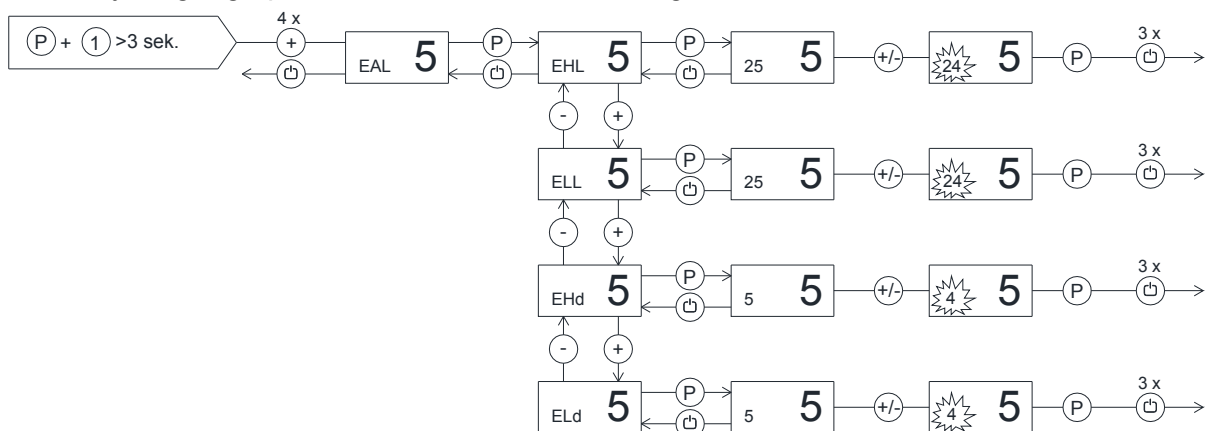 4 x
P + 1 >3 sek.
+
EAL 5
P
EHL 5
P
25 5
+/-
24 5
P
3 x
-
+
ELL 5
P
25 5
+/-
24 5
P
3 x
-
+
EHd 5
P
5 5
+/-
4 5
P
3 x
-
+
ELd 5
P
5 5
+/-
4 5
P
3 x